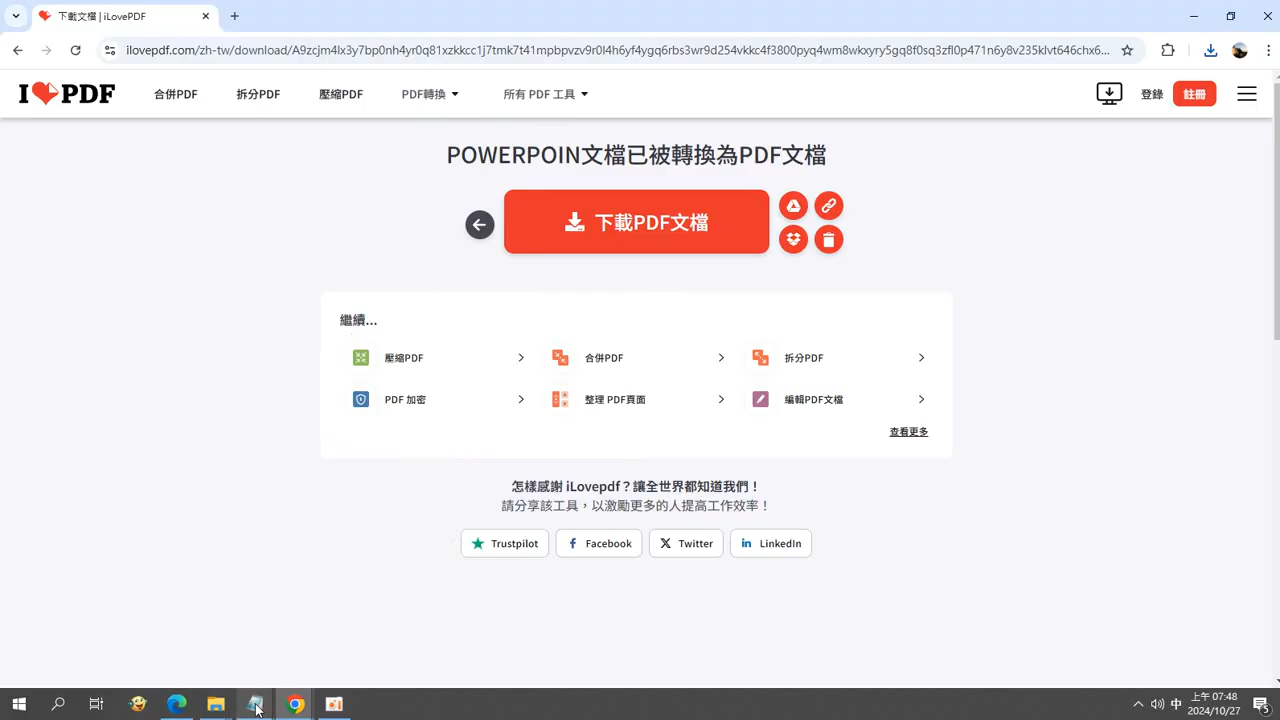 下載文檔 | iLovePDF
ilovepdf.com/zh-tw/download/A9zcjm4lx3y7bp0nh4yr0q81xzkkcc1j7tmk7t41mpbpvzv9r0l4h6yf4ygq6rbs3wr9d254vkkc4f3800pyq4wm8wkxyry5gq8f0sq3zfl0p471n6y8v235klvt646chx6...
I PDF
合併PDF
拆分PDF
壓縮PDF
PDF轉換
所有 PDF 工具
登錄
註冊
POWERPOIN文檔已被轉換為PDF文檔
下載PDF文檔
繼續...
壓縮PDF
合併PDF
拆分PDF
PDF 加密
整理 PDF頁面
編輯PDF文檔
查看更多
怎樣感謝 iLovepdf？讓全世界都知道我們！
請分享該工具，以激勵更多的人提高工作效率！
Trustpilot
Facebook
Twitter
LinkedIn
中
上午 07:48
2024/10/27